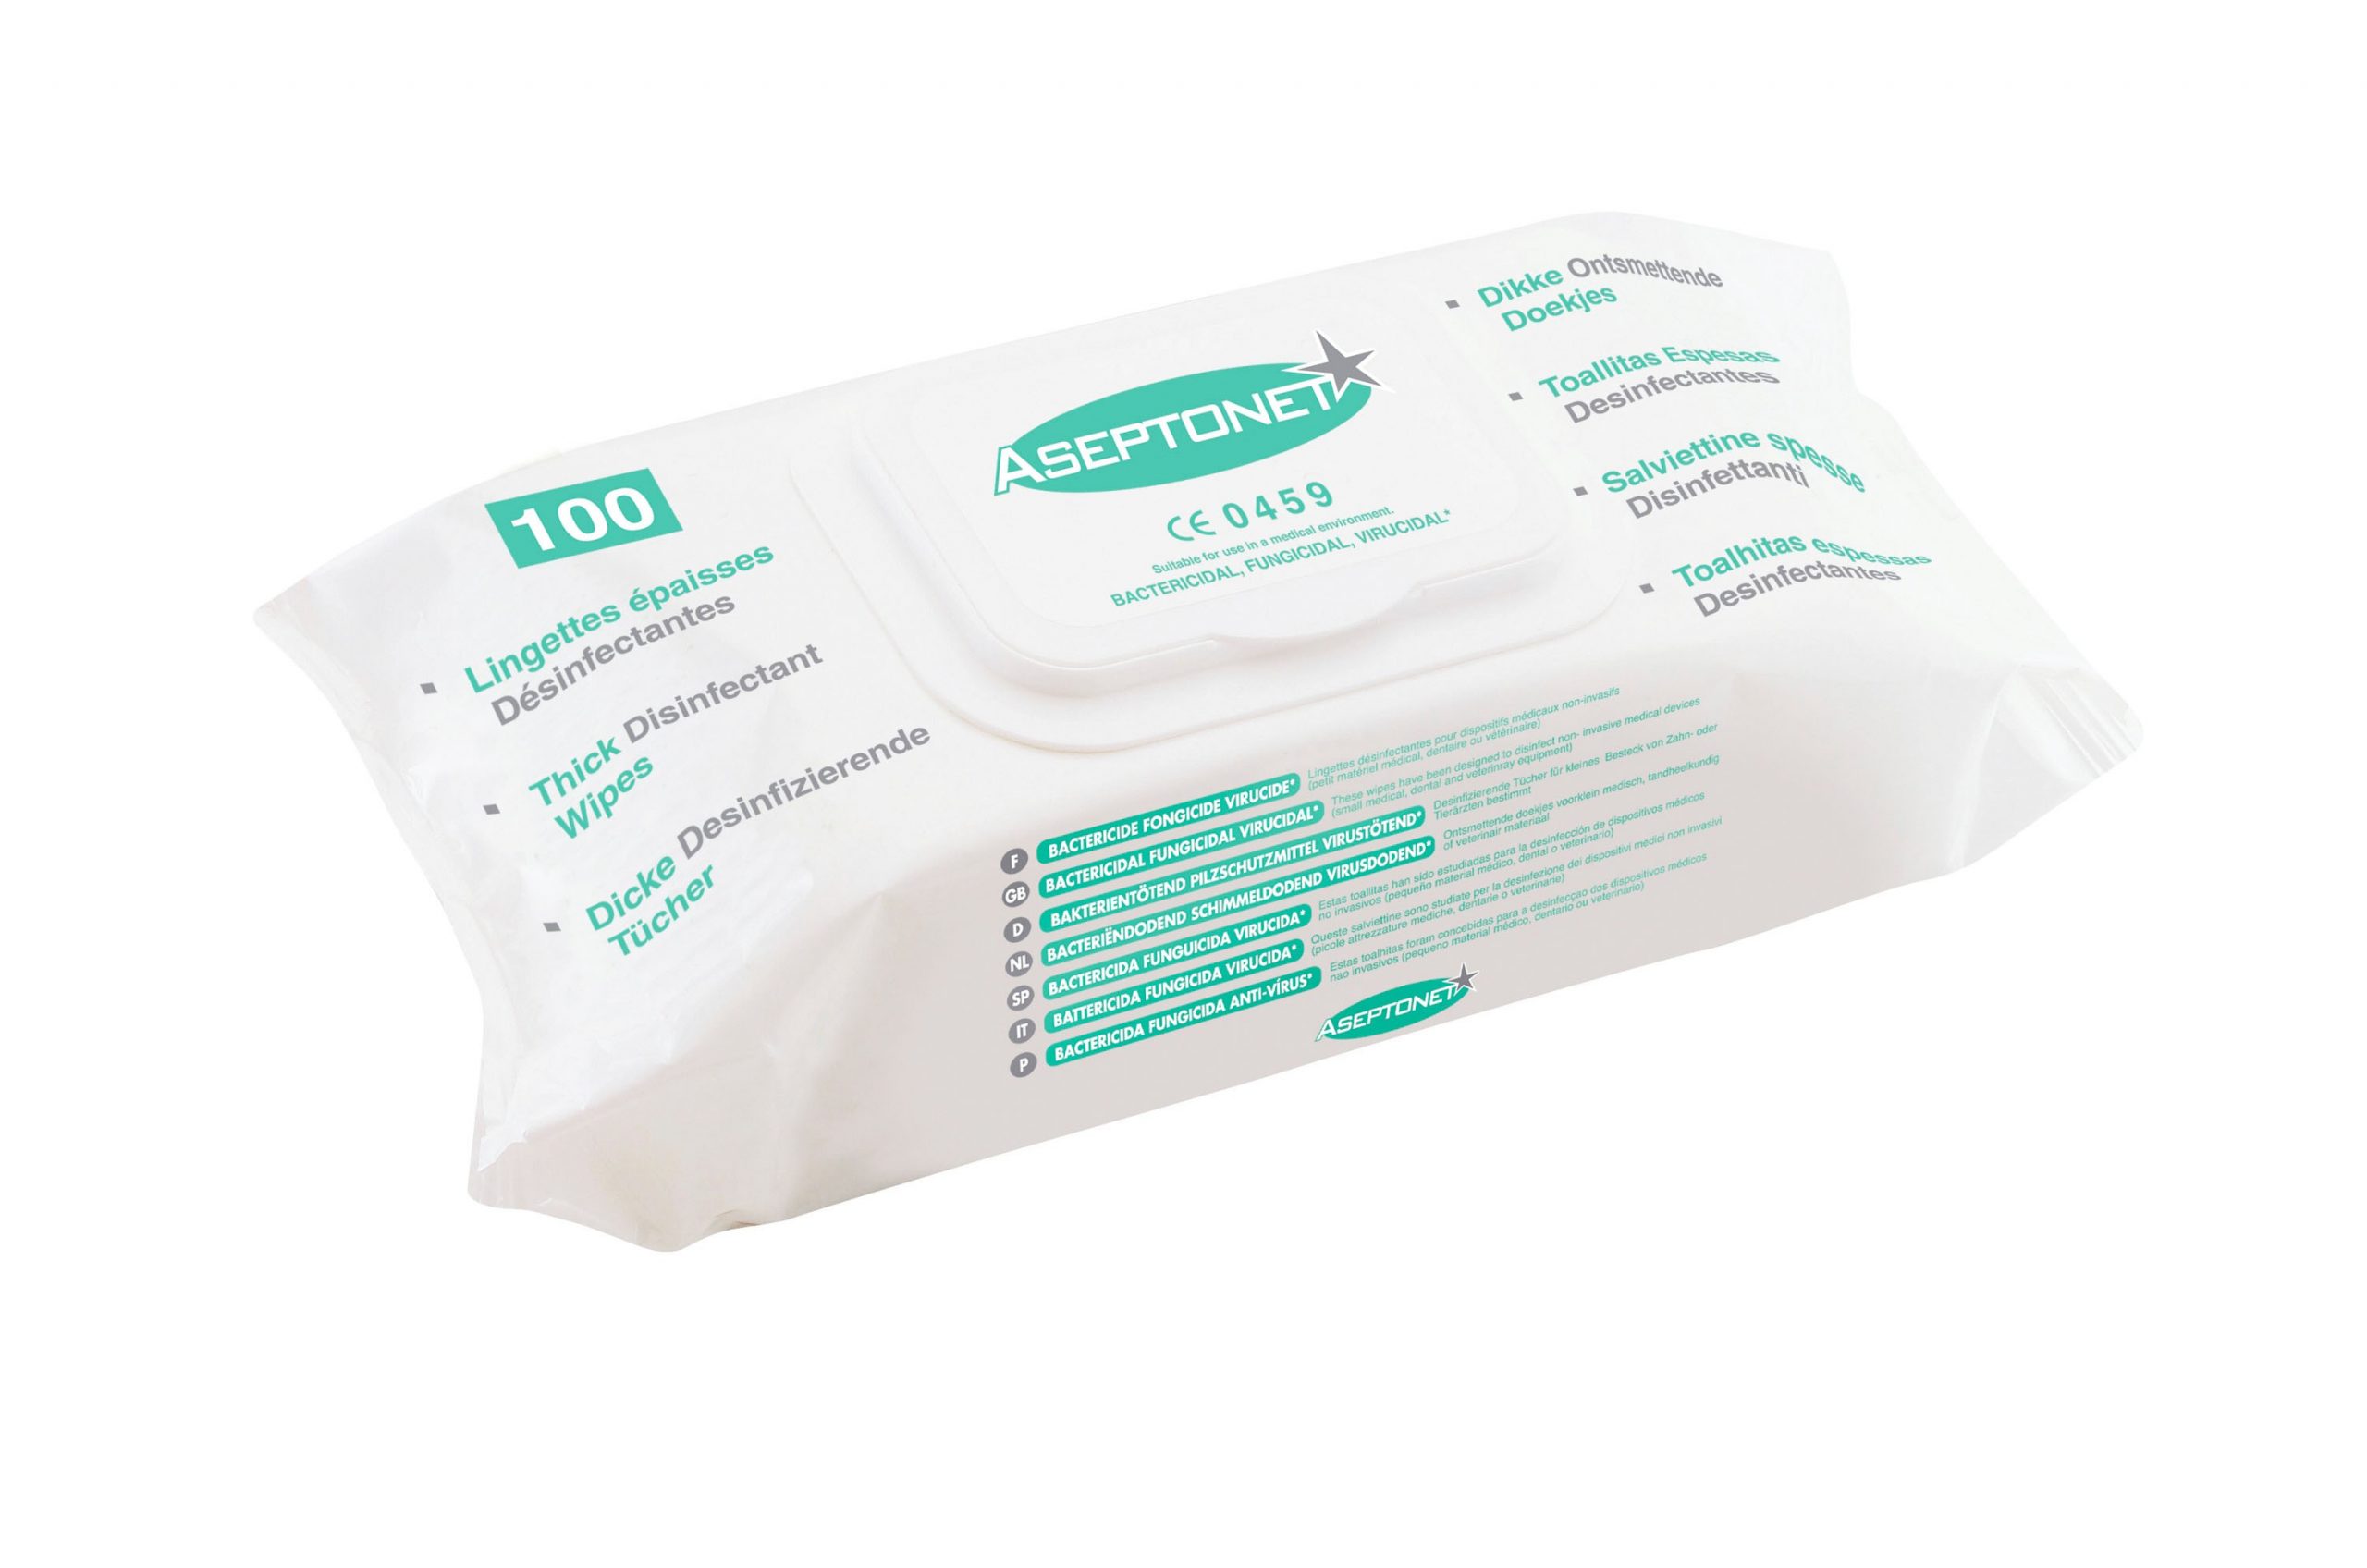 100
Lingettes épaisses
Désinfectantes
Thick Disinfectant
Wipes
Dicke Desinfizierende
Tücher
ASEPTONET
CE 0459
Suitable for use in a medical environment.
BACTERICIDAL, FUNGICIDAL, VIRUCIDAL*
Dikke Ontsmettende
Doekjes
Toallitas Espesas
Desinfectantes
Salviettine spesse
Disinfettanti
Toalhitas espessas
Desinfectantes
F BACTERICIDE FONGICIDE VIRUCIDE* Lingettes désinfectantes pour dispositifs médicaux non-invasifs
(petit matériel médical, dentaire ou vétérinaire)
GB BACTERICIDAL FUNGICIDAL VIRUCIDAL* These wipes have been designed to disinfect non- invasive medical devices
(small medical, dental and veterinray equipment)
D BAKTERIENTÖTEND PILZSCHUTZMITTEL VIRUSTÖTEND* Desinfizierende Tücher für kleines Besteck von Zahn- oder
Tierärzten bestimmt
NL BACTERIËNDODEND SCHIMMELDODEND VIRUSDODEND* Ontsmettende doekjes voorklein medisch, tandheelkundig
of veterinair materiaal
SP BACTERICIDA FUNGUICIDA VIRUCIDA* Estas toallitas han sido estudiadas para la desinfección de dispositivos médicos
no invasivos (pequeño material médico, dental o veterinario)
IT BATTERICIDA FUNGICIDA VIRUCIDA* Queste salviettine sono studiate per la desinfezione dei dispositivi medici non invasivi
(picole attrezzature mediche, dentarie o veterinarie)
P BACTERICIDA FUNGICIDA ANTI-VÍRUS* Estas toalhitas foram concebidas para a desinfecçao dos dispositivos médicos
nao invasivos (pequeno material médico, dentario ou veterinario)
ASEPTONET